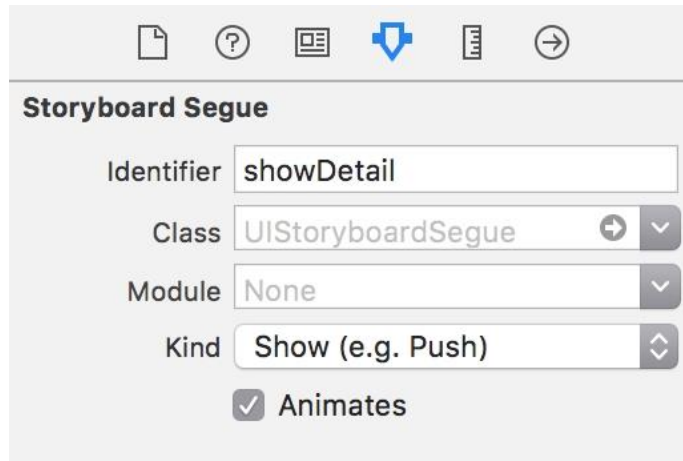 Storyboard Segue
Identifier showDetail
Class UIStoryboardSegue
Module None
Kind Show (e.g. Push)
Animates